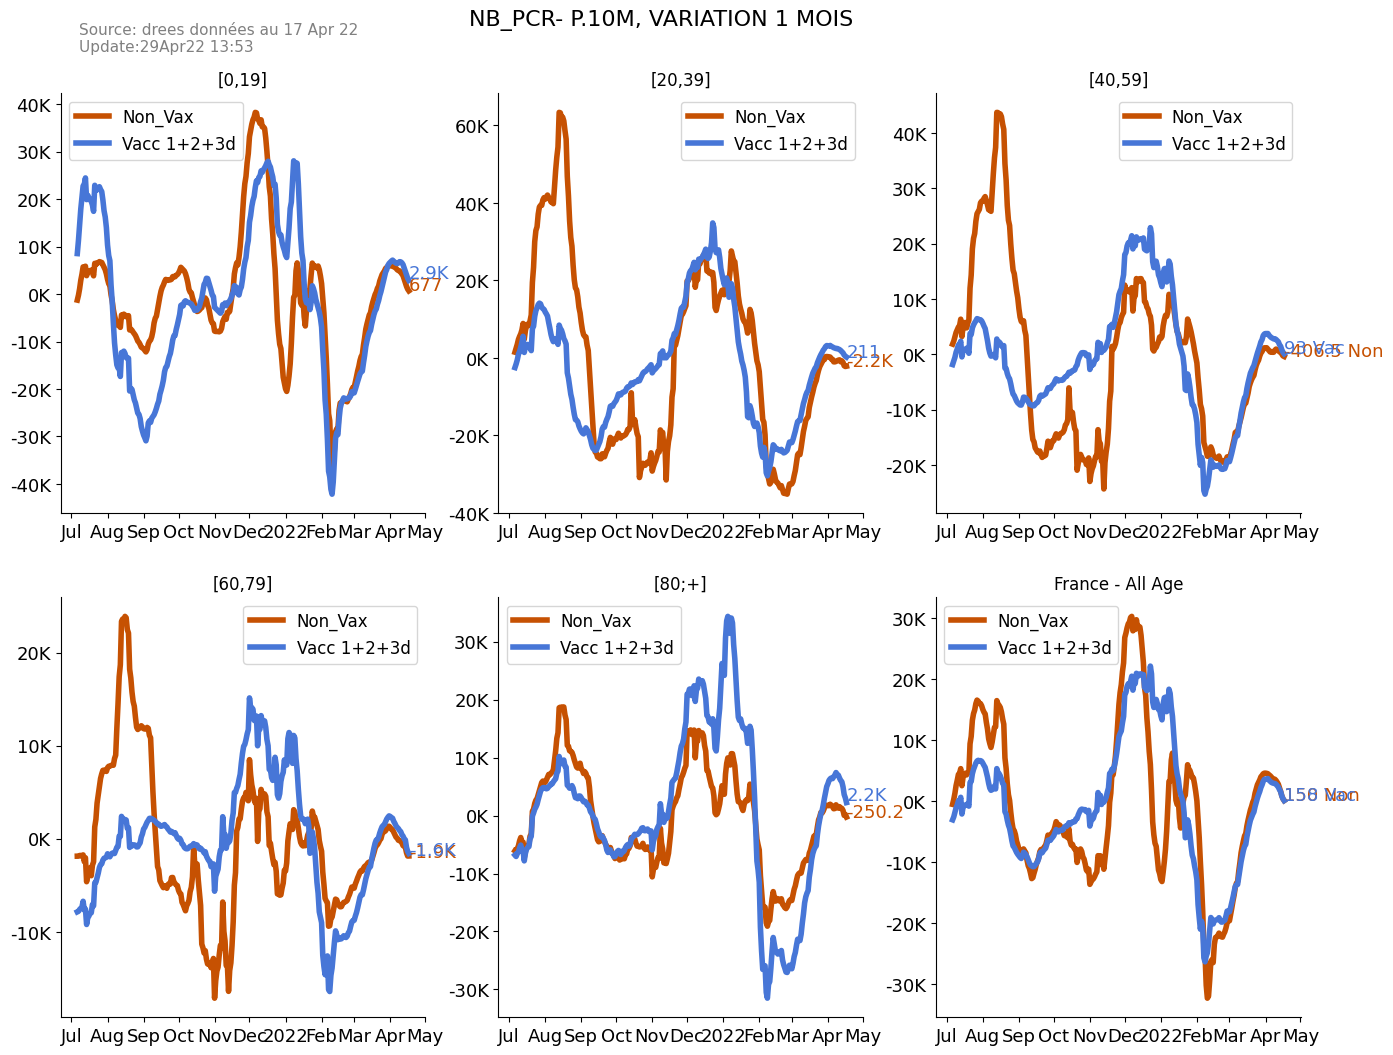 NB_PCR- P.10M, VARIATION 1 MOIS
Source: drees données au 17 Apr 22
Update:29Apr22 13:53
[0,19]
40K
30K
20K
10K
0K
-10K
-20K
-30K
-40K
Non_Vax
Vacc 1+2+3d
2.9K
677
Jul Aug Sep Oct Nov Dec 2022 Feb Mar Apr May
[20,39]
60K
40K
20K
0K
-20K
-40K
Non_Vax
Vacc 1+2+3d
211
-2.2K
Jul Aug Sep Oct Nov Dec 2022 Feb Mar Apr May
[40,59]
40K
30K
20K
10K
0K
-10K
-20K
Non_Vax
Vacc 1+2+3d
93 Vac
-406.5 Non
Jul Aug Sep Oct Nov Dec 2022 Feb Mar Apr May
[60,79]
20K
10K
0K
-10K
Non_Vax
Vacc 1+2+3d
-1.6K
-1.9K
Jul Aug Sep Oct Nov Dec 2022 Feb Mar Apr May
[80;+]
30K
20K
10K
0K
-10K
-20K
-30K
Non_Vax
Vacc 1+2+3d
2.2K
-250.2
Jul Aug Sep Oct Nov Dec 2022 Feb Mar Apr May
France - All Age
30K
20K
10K
0K
-10K
-20K
-30K
Non_Vax
Vacc 1+2+3d
Jul Aug Sep Oct Nov Dec 2022 Feb Mar Apr May